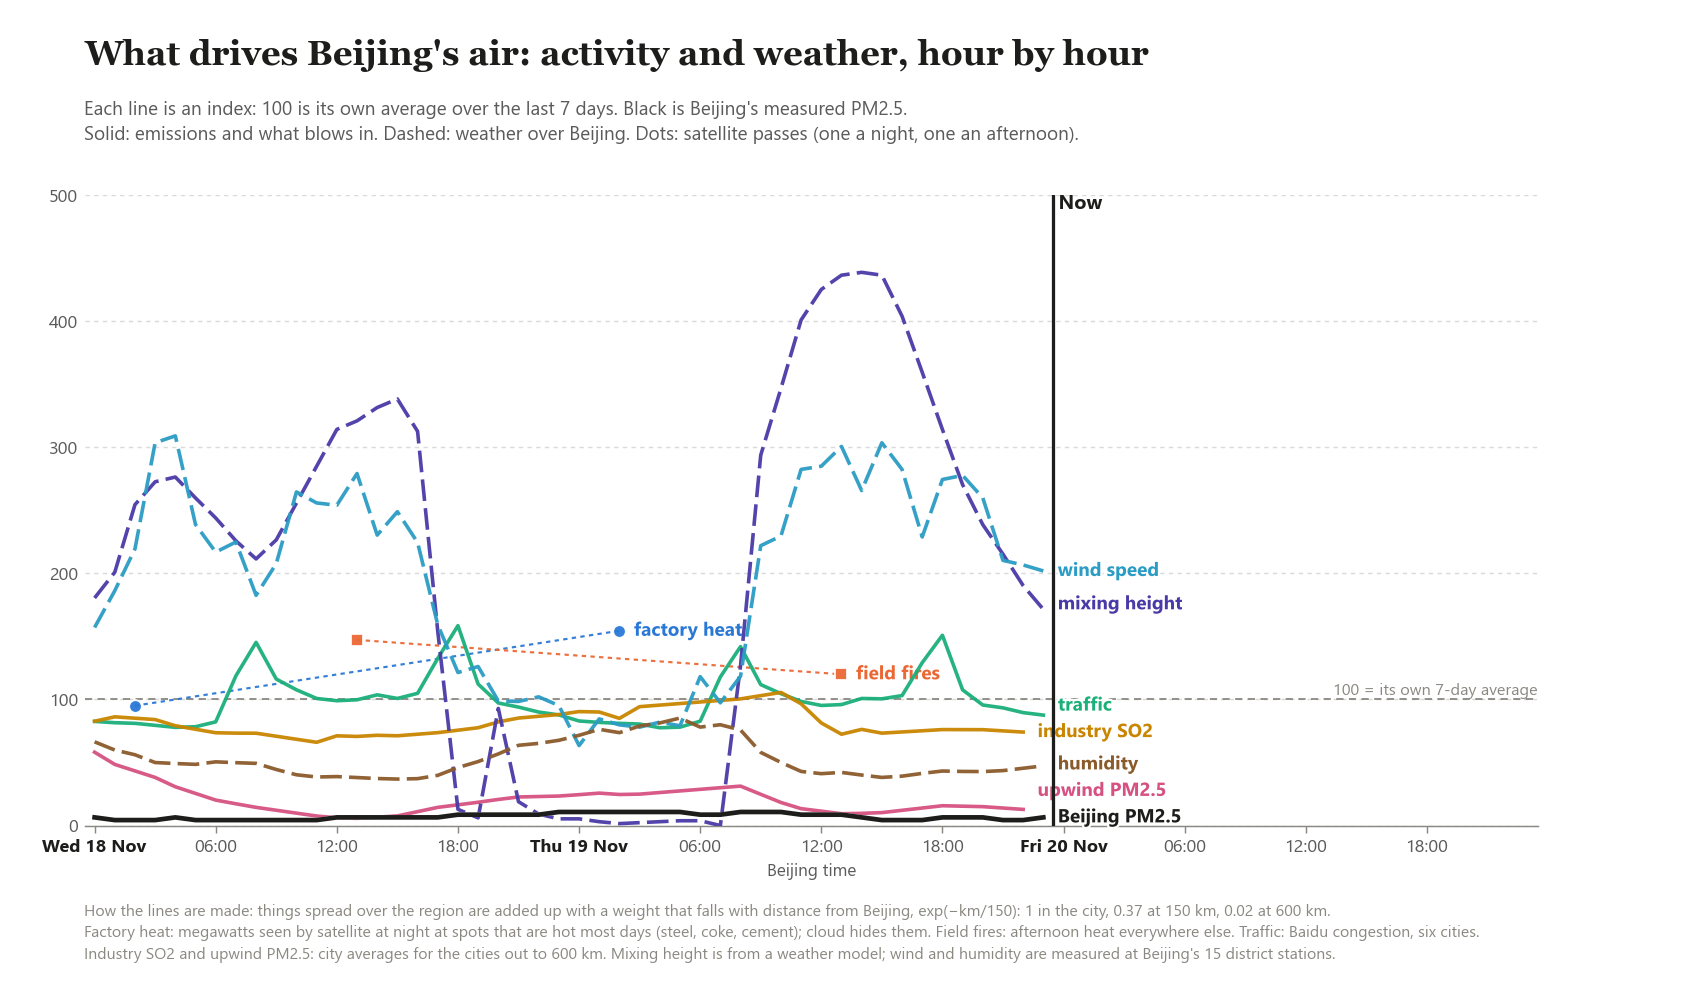 What drives Beijing's air: activity and weather, hour by hour
Each line is an index: 100 is its own average over the last 7 days. Black is Beijing's measured PM2.5.
Solid: emissions and what blows in. Dashed: weather over Beijing. Dots: satellite passes (one a night, one an afternoon).
500
Now
400
300
200
wind speed
mixing height
factory heat
field fires
100 = its own 7-day average
100
traffic
industry SO2
humidity
upwind PM2.5
Beijing PM2.5
0
Wed 18 Nov 06:00 12:00 18:00 Thu 19 Nov 06:00 12:00 18:00 Fri 20 Nov 06:00 12:00 18:00
Beijing time
How the lines are made: things spread over the region are added up with a weight that falls with distance from Beijing, exp(−km/150): 1 in the city, 0.37 at 150 km, 0.02 at 600 km.
Factory heat: megawatts seen by satellite at night at spots that are hot most days (steel, coke, cement); cloud hides them. Field fires: afternoon heat everywhere else. Traffic: Baidu congestion, six cities.
Industry SO2 and upwind PM2.5: city averages for the cities out to 600 km. Mixing height is from a weather model; wind and humidity are measured at Beijing's 15 district stations.